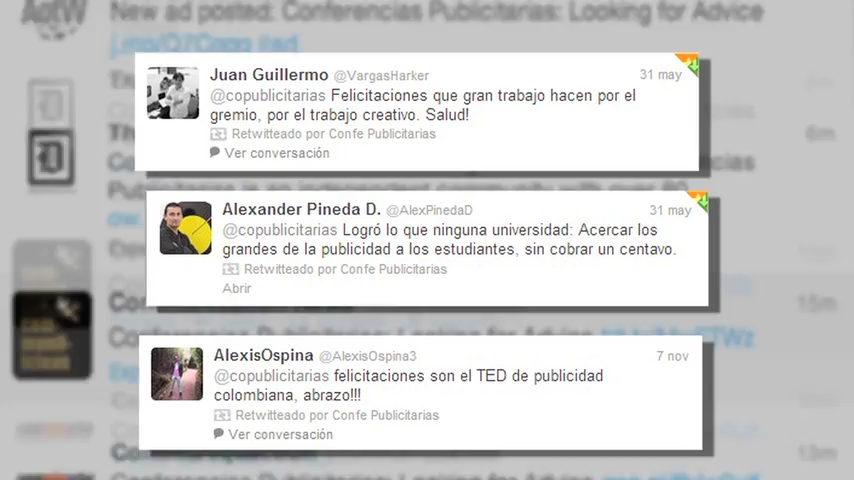 New ad posted: Conferencias Publicitarias: Looking for Advice
Juan Guillermo @VargasHarker 31 may
@copublicitarias Felicitaciones que gran trabajo hacen por el
gremio, por el trabajo creativo. Salud!
Retwitteado por Confe Publicitarias
Ver conversación
6m
Alexander Pineda D. @AlexPinedaD 31 may
@copublicitarias Logró lo que ninguna universidad: Acercar los
grandes de la publicidad a los estudiantes, sin cobrar un centavo.
Retwitteado por Confe Publicitarias
Abrir
15m
AlexisOspina @AlexisOspina3 7 nov
@copublicitarias felicitaciones son el TED de publicidad
colombiana, abrazo!!!
Retwitteado por Confe Publicitarias
Ver conversación